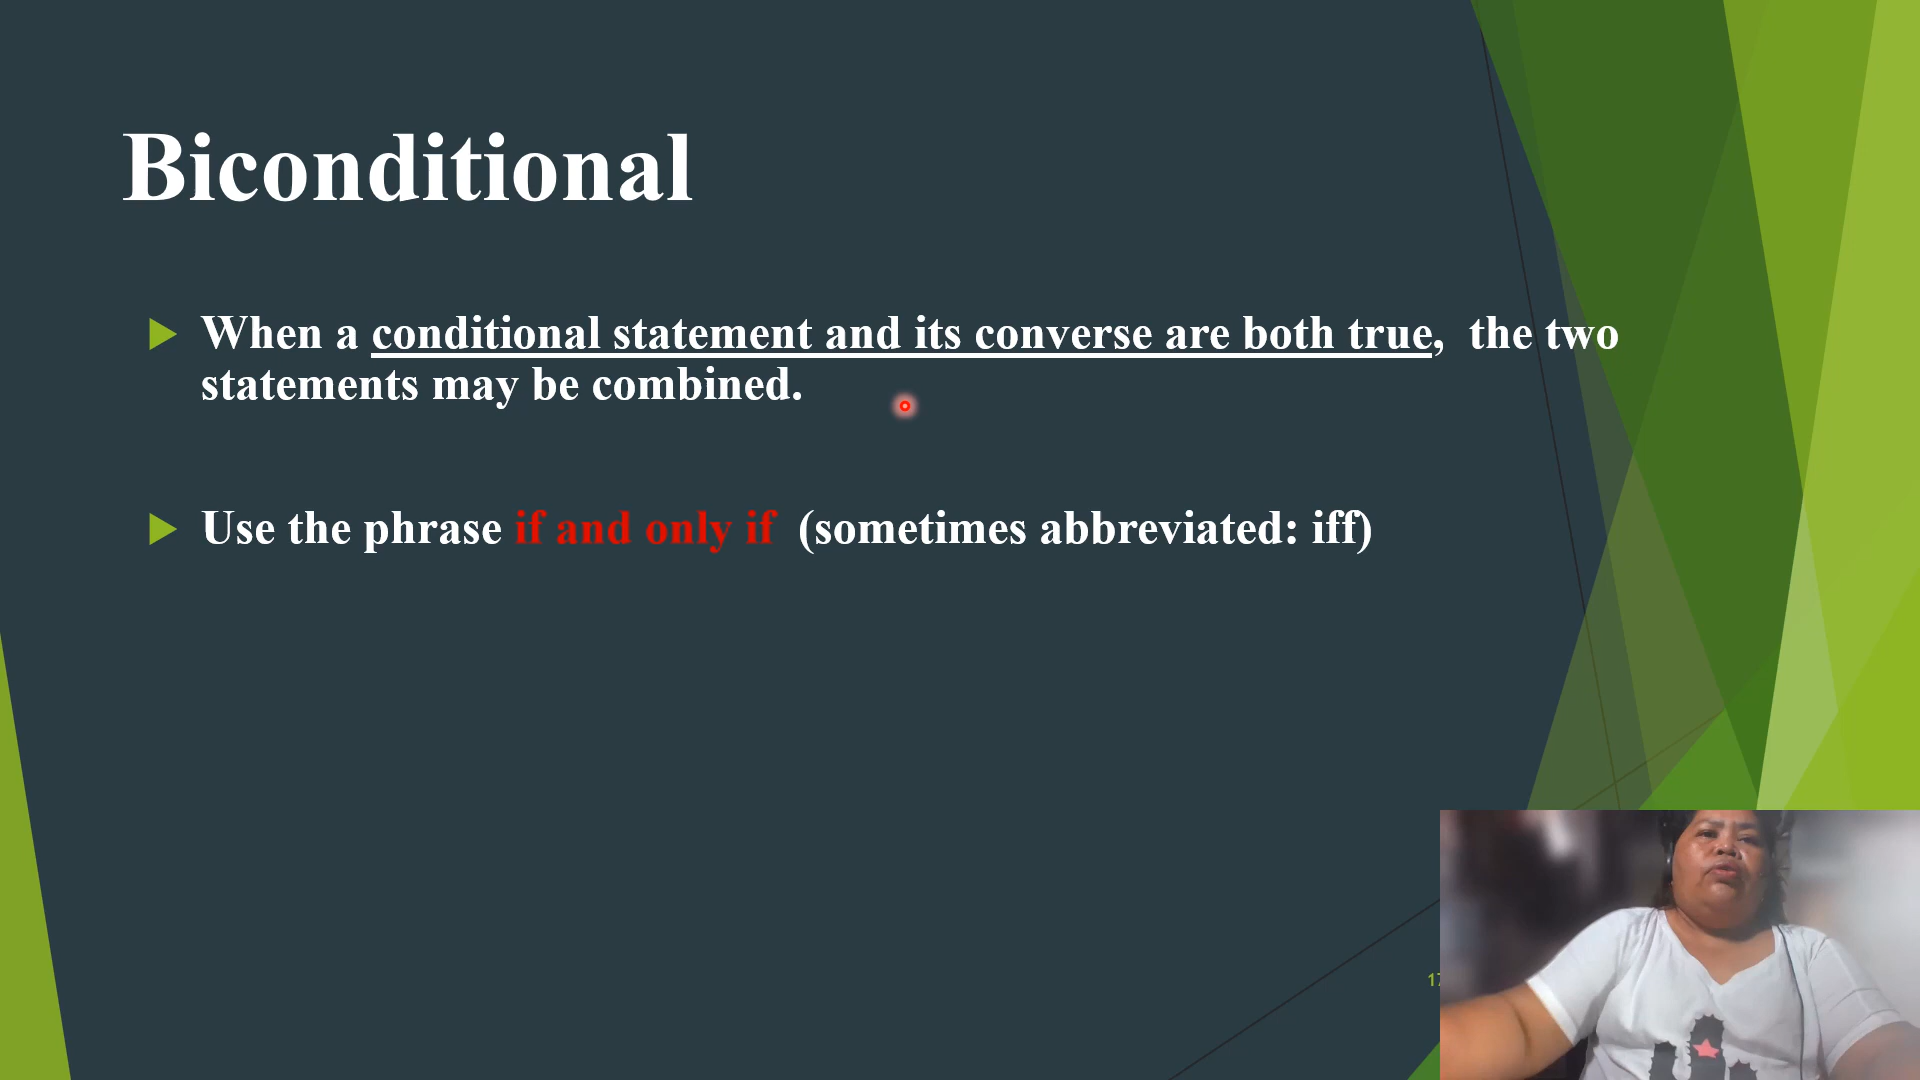 Biconditional
When a conditional statement and its converse are both true, the two
statements may be combined.
Use the phrase if and only if (sometimes abbreviated: iff)
17